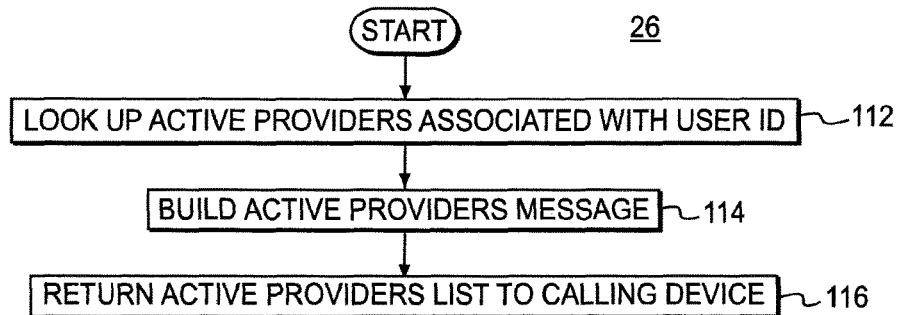 START
26
LOOK UP ACTIVE PROVIDERS ASSOCIATED WITH USER ID
112
BUILD ACTIVE PROVIDERS MESSAGE
114
RETURN ACTIVE PROVIDERS LIST TO CALLING DEVICE
116